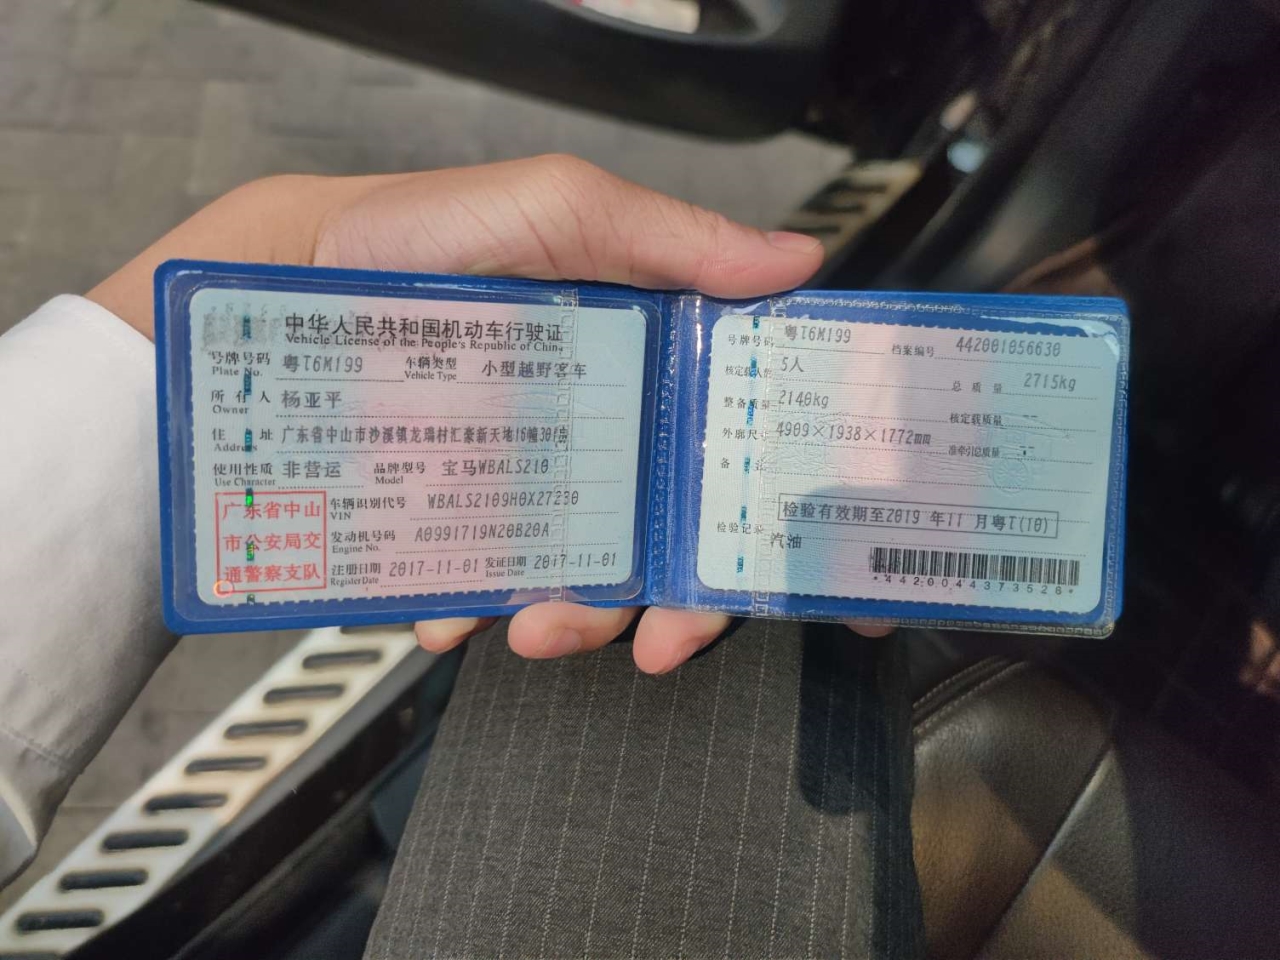 中华人民共和国机动车行驶证
Vehicle License of the People's Republic of China
号牌号码 Plate No. 粤T6M199 车辆类型 Vehicle Type 小型越野客车
所有人 Owner 杨亚平
住址 Address 广东省中山市沙溪镇龙瑞村汇豪新天地16幢301房
使用性质 Use Character 非营运 品牌型号 Model 宝马WBALS210
广东省中山
市公安局交
通警察支队
车辆识别代号 VIN WBALS2109H0X27230
发动机号码 Engine No. A0991719N20B20A
注册日期 Register Date 2017-11-01 发证日期 Issue Date 2017-11-01
号牌号码 粤T6M199 档案编号 442001056630
核定载人数 5人 总质量 2715kg
整备质量 2140kg 核定载质量 --
外廓尺寸 4909×1938×1772 准牵引总质量 --
备注
检验记录 检验有效期至2019年11月粤T(10)
汽油
*4420044373526*